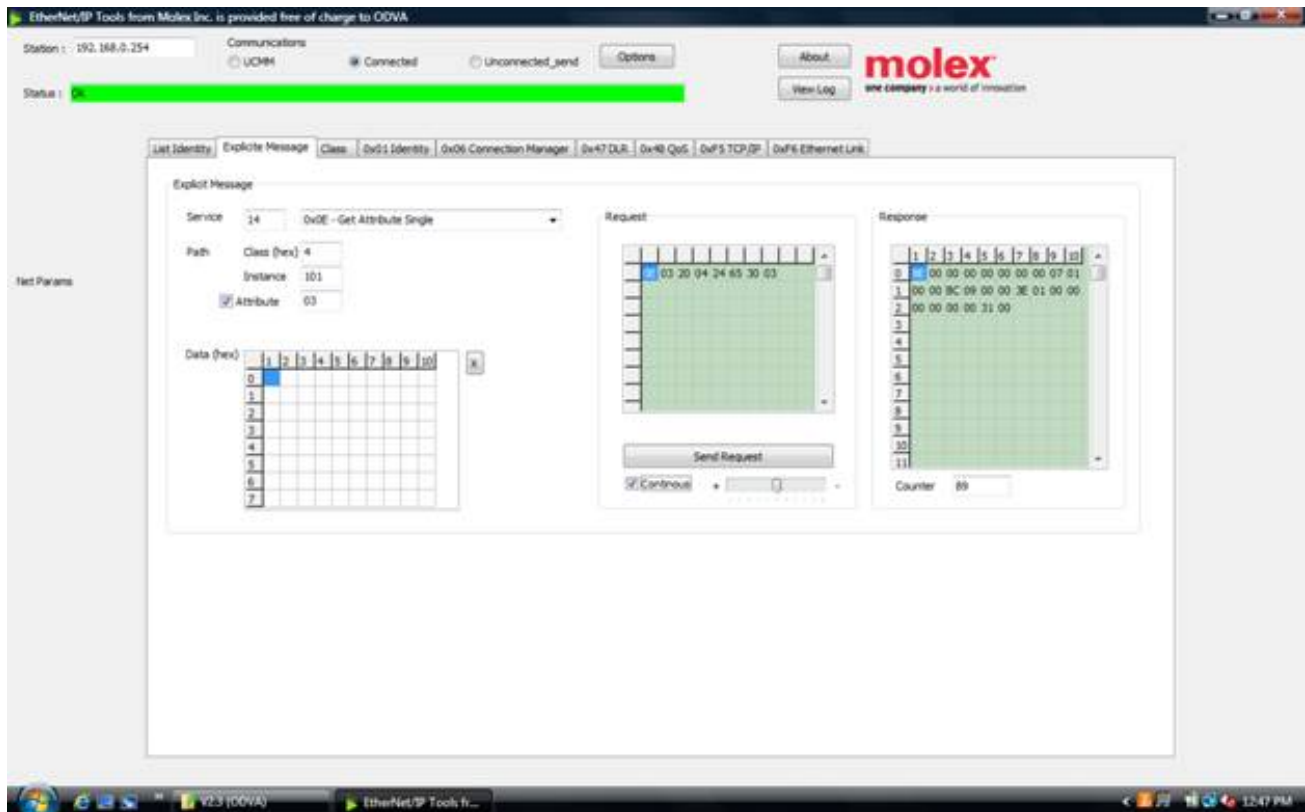 EtherNet/IP Tools from Molex Inc. is provided free of charge to ODVA
Station : 192.168.0.254
Communications
UCMM Connected Unconnected_send
Options
About
molex
one company › a world of innovation
Status : Ok
View Log
List Identity Explicite Message Class 0x01 Identity 0x06 Connection Manager 0x47 DLR 0x48 QoS 0xF5 TCP/IP 0xF6 Ethernet Link
Explicit Message
Service 14 0x0E - Get Attribute Single
Path Class (hex) 4
Instance 101
Attribute 03
Net Params
Data (hex)
1 2 3 4 5 6 7 8 9 10
0
1
2
3
4
5
6
7
Request
03 20 04 24 65 30 03
Send Request
Continous + -
Response
1 2 3 4 5 6 7 8 9 10
0 00 00 00 00 00 00 00 07 01
1 00 00 BC 09 00 00 3E 01 00 00
2 00 00 00 00 31 00
3
4
5
6
7
8
9
10
11
Counter 89
V2.3 (ODVA)
EtherNet/IP Tools fr...
12:47 PM